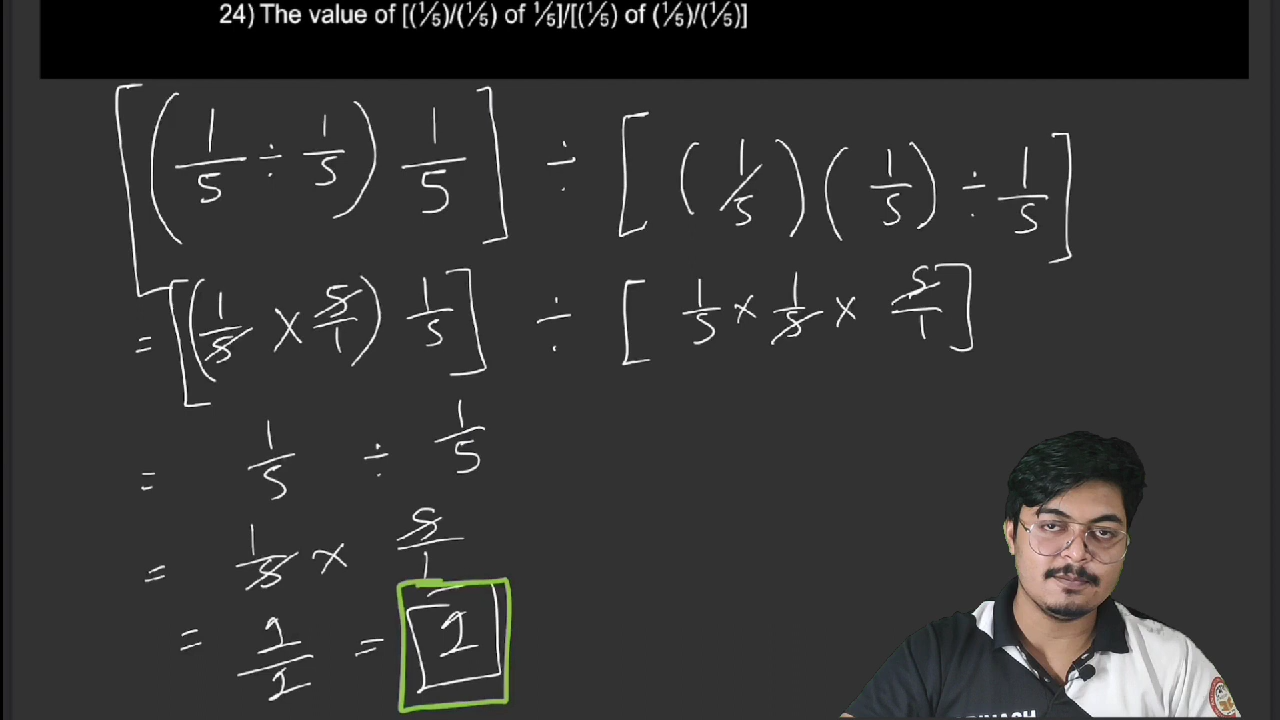 24) The value of [(⅕)/(⅕) of ⅕]/[(⅕) of (⅕)/(⅕)]
[(1/5 ÷ 1/5) 1/5] ÷ [(1/5)(1/5) ÷ 1/5]
= [(1/5 × 5/1) 1/5] ÷ [1/5 × 1/5 × 5/1]
= 1/5 ÷ 1/5
= 1/5 × 5/1
= 1/1 = 1